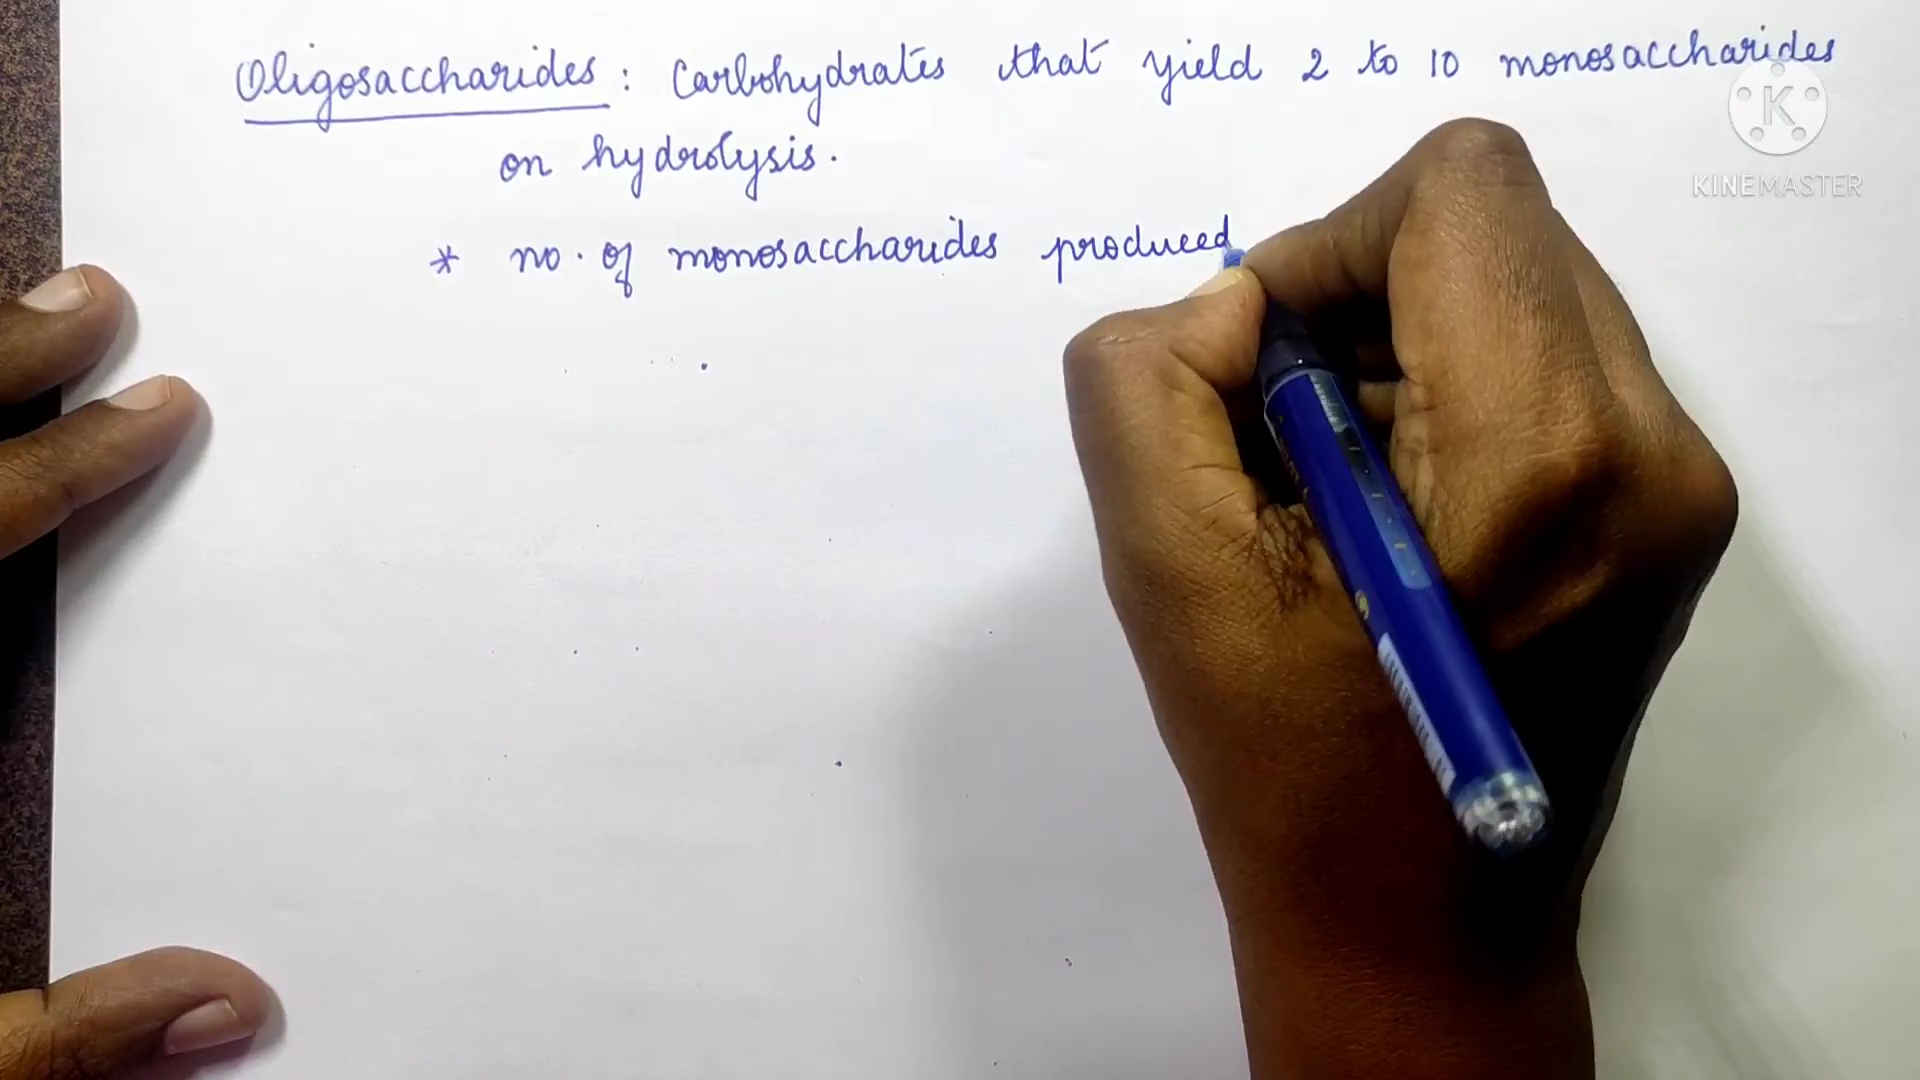 Oligosaccharides : Carbohydrates that yield 2 to 10 monosaccharides
on hydrolysis.
* no. of monosaccharides produced
K
KINEMASTER